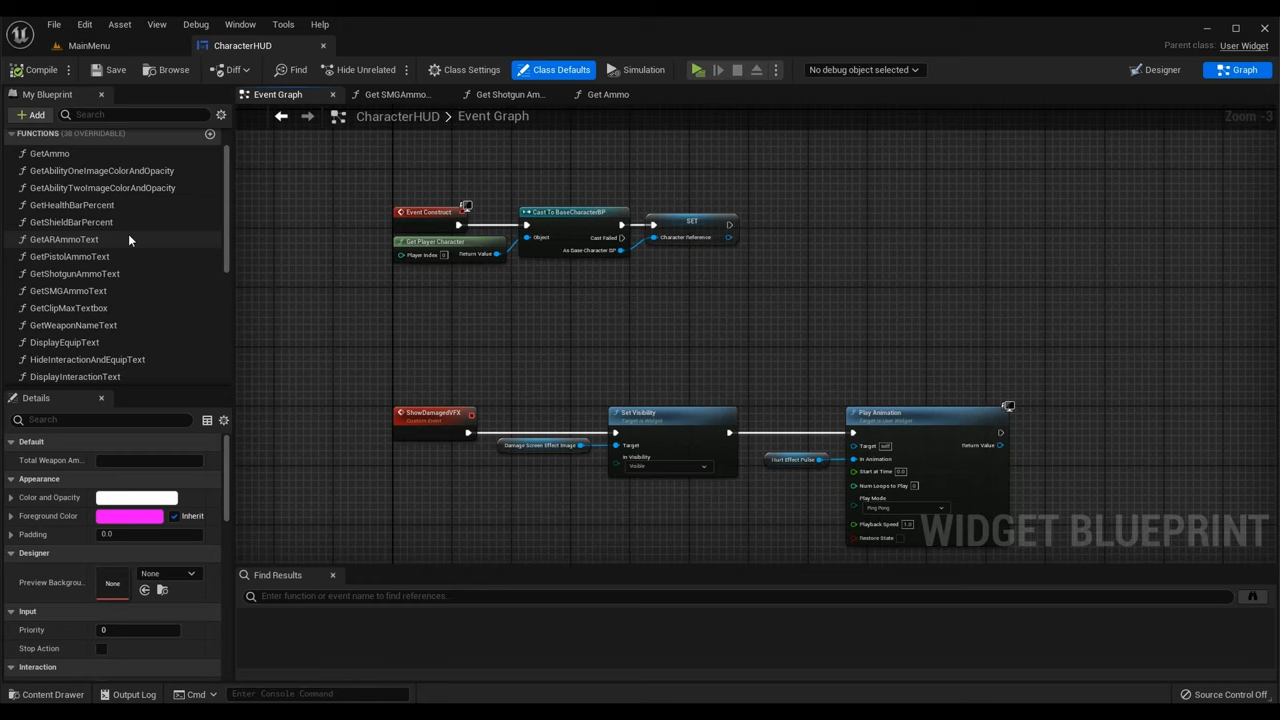 File Edit Asset View Debug Window Tools Help
MainMenu CharacterHUD
Parent class: User Widget
Compile Save Browse Diff Find Hide Unrelated Class Settings Class Defaults Simulation No debug object selected Designer Graph
My Blueprint
Event Graph Get SMGAmmo... Get Shotgun Am... Get Ammo
Add Search
CharacterHUD > Event Graph
Zoom -3
FUNCTIONS (38 OVERRIDABLE)
GetAmmo
GetAbilityOneImageColorAndOpacity
GetAbilityTwoImageColorAndOpacity
GetHealthBarPercent
GetShieldBarPercent
GetARAmmoText
GetPistolAmmoText
GetShotgunAmmoText
GetSMGAmmoText
GetClipMaxTextbox
GetWeaponNameText
DisplayEquipText
HideInteractionAndEquipText
DisplayInteractionText
Event Construct
Get Player Character
Player Index 0 Return Value
Cast To BaseCharacterBP
Object Cast Failed
As Base Character BP
SET
Character Reference
ShowDamagedVFX
Custom Event
Damage Screen Effect Image
Set Visibility
Target is Widget
Target
In Visibility
Visible
Hurt Effect Pulse
Play Animation
Target is User Widget
Target self Return Value
In Animation
Start at Time 0.0
Num Loops to Play 0
Play Mode
Ping Pong
Playback Speed 1.0
Restore State
WIDGET BLUEPRINT
Details
Search
Default
Total Weapon Am...
Appearance
Color and Opacity
Foreground Color Inherit
Padding 0.0
Designer
Preview Backgrou... None None
Input
Priority 0
Stop Action
Interaction
Find Results
Enter function or event name to find references...
Content Drawer Output Log Cmd Enter Console Command Source Control Off